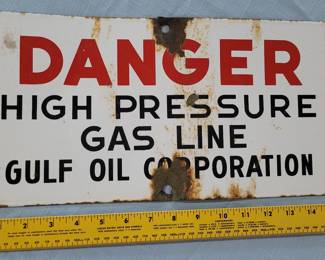 DANGER
HIGH PRESSURE
GAS LINE
GULF OIL CORPORATION
2 3 4 5 6 7 8 9 10 11 12 13 14